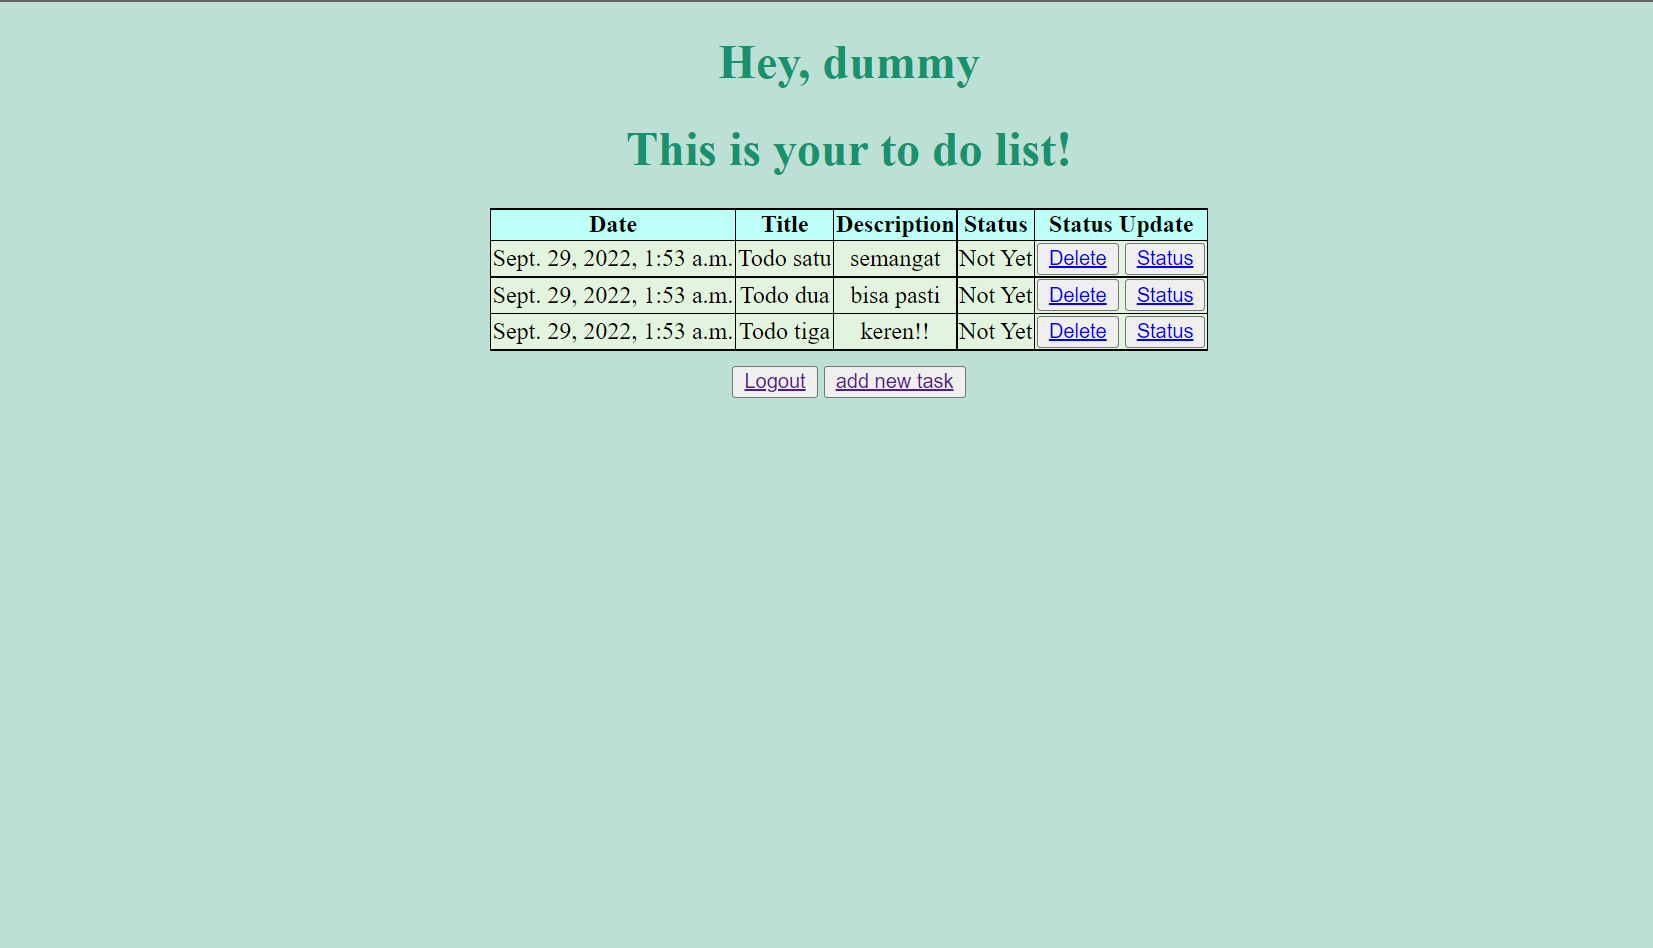 Hey, dummy
This is your to do list!
Date Title Description Status Status Update
Sept. 29, 2022, 1:53 a.m. Todo satu semangat Not Yet Delete Status
Sept. 29, 2022, 1:53 a.m. Todo dua bisa pasti Not Yet Delete Status
Sept. 29, 2022, 1:53 a.m. Todo tiga keren!! Not Yet Delete Status
Logout add new task